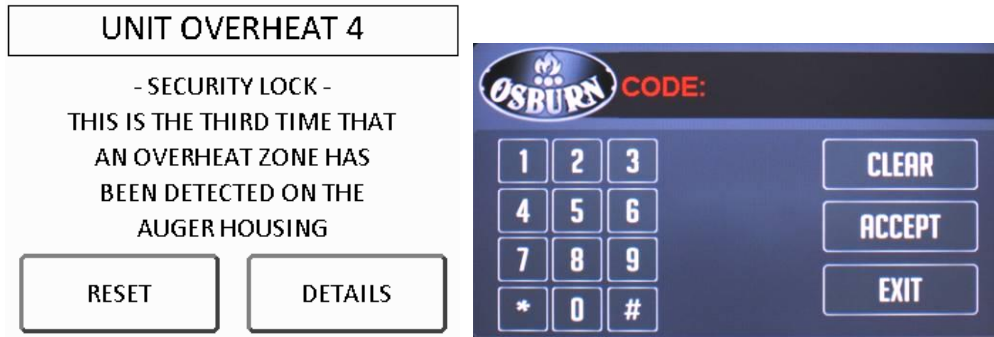 UNIT OVERHEAT 4
- SECURITY LOCK -
THIS IS THE THIRD TIME THAT
AN OVERHEAT ZONE HAS
BEEN DETECTED ON THE
AUGER HOUSING
RESET DETAILS
OSBURN CODE:
1 2 3 CLEAR
4 5 6 ACCEPT
7 8 9 EXIT
* 0 #